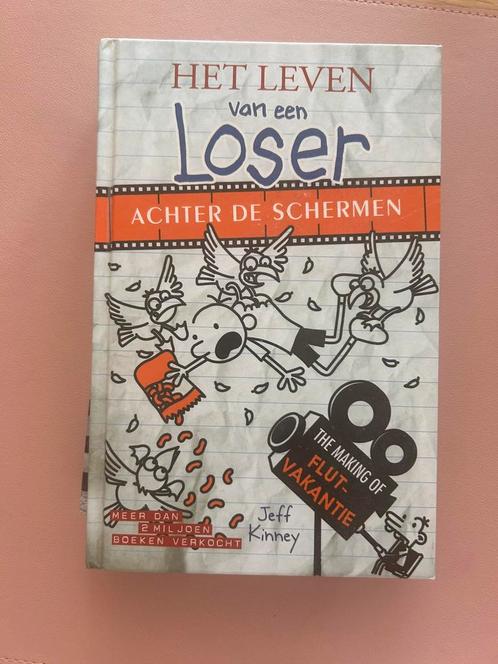 HET LEVEN
van een
Loser
ACHTER DE SCHERMEN
THE MAKING OF
FLUT-
VAKANTIE
MEER DAN
2 MILJOEN
BOEKEN VERKOCHT
Jeff
Kinney